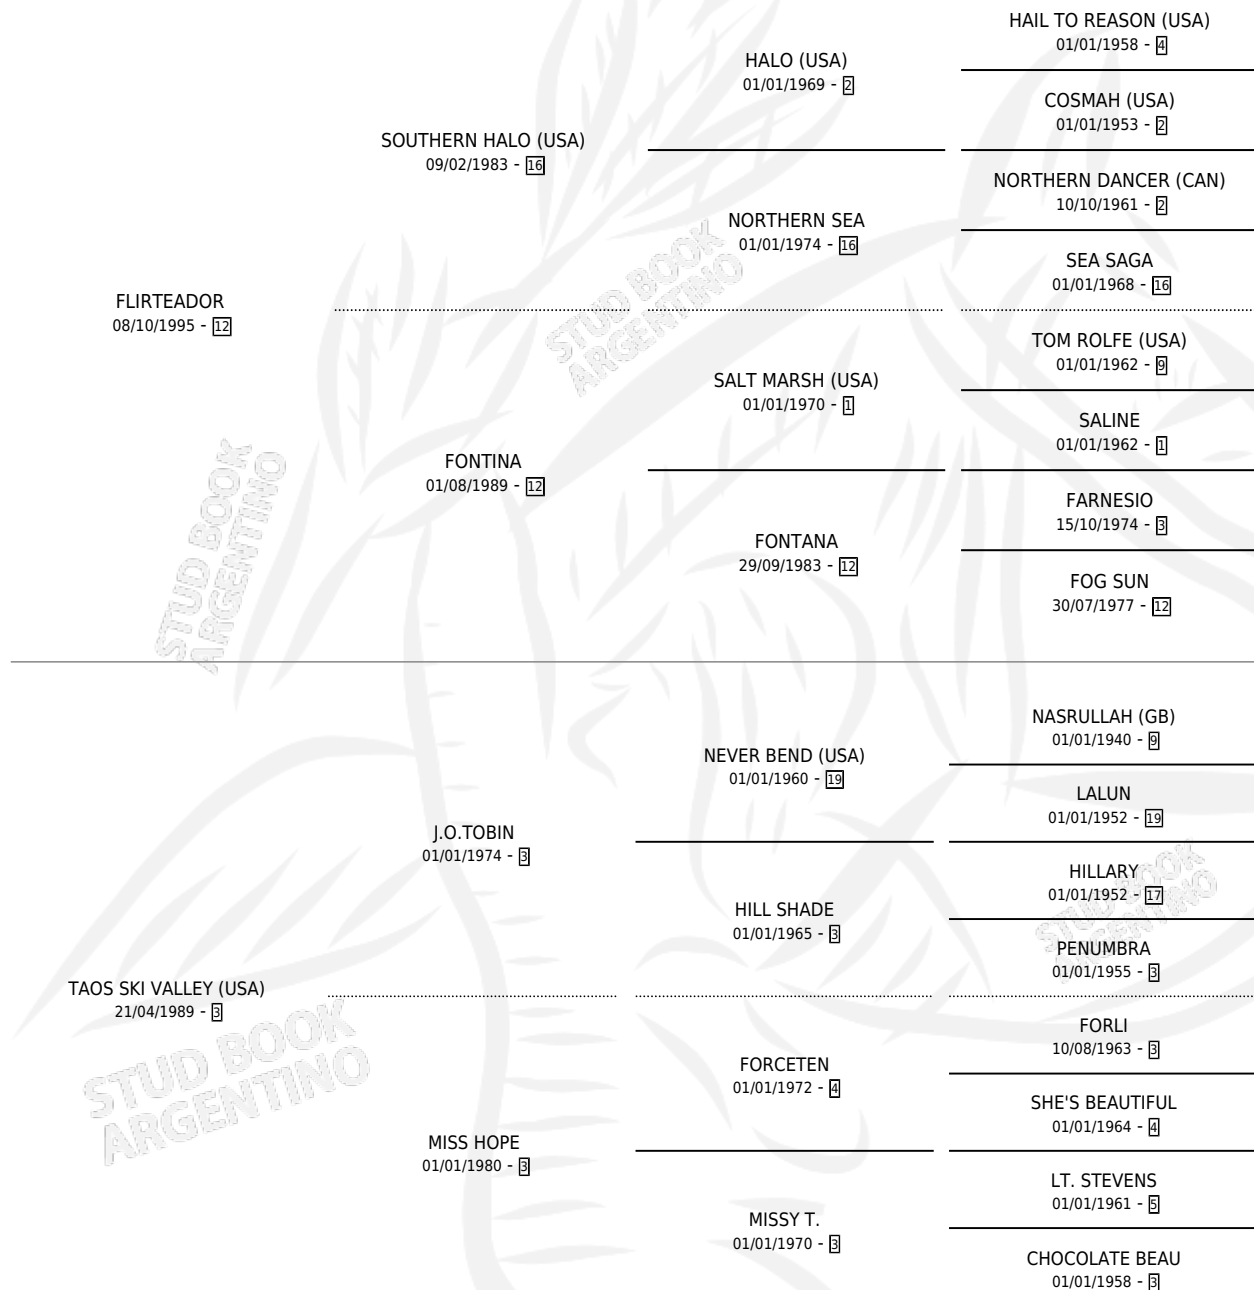 HAIL TO REASON (USA)
01/01/1958 - 4
HALO (USA)
01/01/1969 - 2
COSMAH (USA)
01/01/1953 - 2
SOUTHERN HALO (USA)
09/02/1983 - 16
NORTHERN DANCER (CAN)
10/10/1961 - 2
NORTHERN SEA
01/01/1974 - 16
SEA SAGA
01/01/1968 - 16
FLIRTEADOR
08/10/1995 - 12
STUD BOOK
ARGENTINO
TOM ROLFE (USA)
01/01/1962 - 9
SALT MARSH (USA)
01/01/1970 - 1
SALINE
01/01/1962 - 1
FONTINA
01/08/1989 - 12
FARNESIO
15/10/1974 - 3
FONTANA
29/09/1983 - 12
FOG SUN
30/07/1977 - 12
STUD BOOK
ARGENTINO
NASRULLAH (GB)
01/01/1940 - 9
NEVER BEND (USA)
01/01/1960 - 19
LALUN
01/01/1952 - 19
J.O.TOBIN
01/01/1974 - 3
HILLARY
01/01/1952 - 17
HILL SHADE
01/01/1965 - 3
STUD BOOK
ARGENTINO
PENUMBRA
01/01/1955 - 3
TAOS SKI VALLEY (USA)
21/04/1989 - 3
FORLI
10/08/1963 - 3
FORCETEN
01/01/1972 - 4
SHE'S BEAUTIFUL
01/01/1964 - 4
STUD BOOK
ARGENTINO
MISS HOPE
01/01/1980 - 3
LT. STEVENS
01/01/1961 - 5
MISSY T.
01/01/1970 - 3
CHOCOLATE BEAU
01/01/1958 - 3